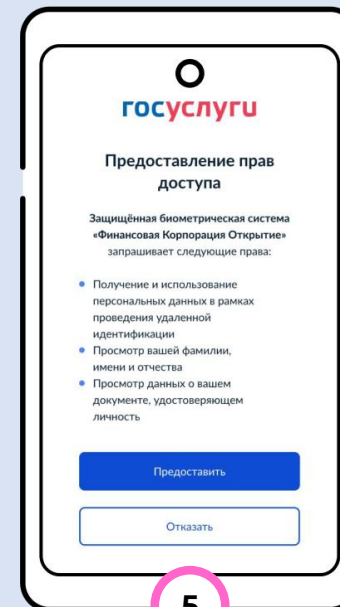 госуслуги
Предоставление прав
доступа
Защищённая биометрическая система
«Финансовая Корпорация Открытие»
запрашивает следующие права:
Получение и использование
персональных данных в рамках
проведения удаленной
идентификации
Просмотр вашей фамилии,
имени и отчества
Просмотр данных о вашем
документе, удостоверяющем
личность
Предоставить
Отказать
5